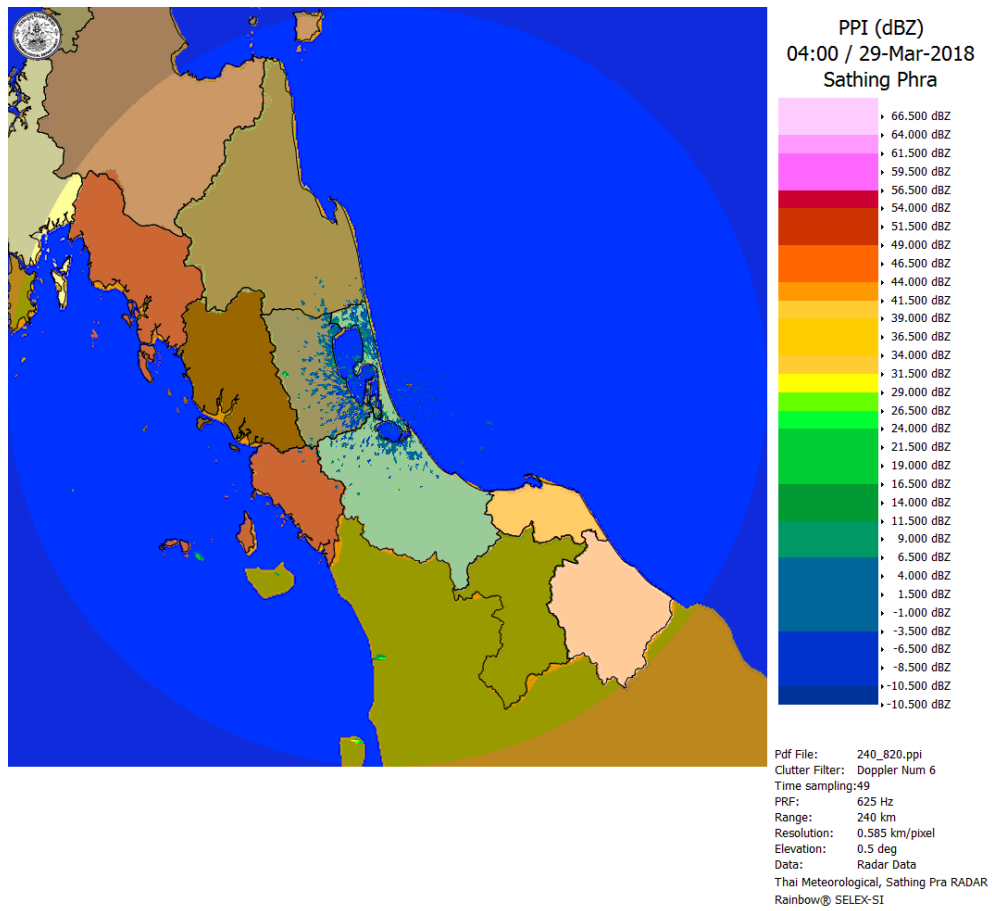 PPI (dBZ)
04:00 / 29-Mar-2018
Sathing Phra
66.500 dBZ
64.000 dBZ
61.500 dBZ
59.500 dBZ
56.500 dBZ
54.000 dBZ
51.500 dBZ
49.000 dBZ
46.500 dBZ
44.000 dBZ
41.500 dBZ
39.000 dBZ
36.500 dBZ
34.000 dBZ
31.500 dBZ
29.000 dBZ
26.500 dBZ
24.000 dBZ
21.500 dBZ
19.000 dBZ
16.500 dBZ
14.000 dBZ
11.500 dBZ
9.000 dBZ
6.500 dBZ
4.000 dBZ
1.500 dBZ
-1.000 dBZ
-3.500 dBZ
-6.500 dBZ
-8.500 dBZ
-10.500 dBZ
-10.500 dBZ
Pdf File: 240_820.ppi
Clutter Filter: Doppler Num 6
Time sampling:49
PRF: 625 Hz
Range: 240 km
Resolution: 0.585 km/pixel
Elevation: 0.5 deg
Data: Radar Data
Thai Meteorological, Sathing Pra RADAR
Rainbow® SELEX-SI